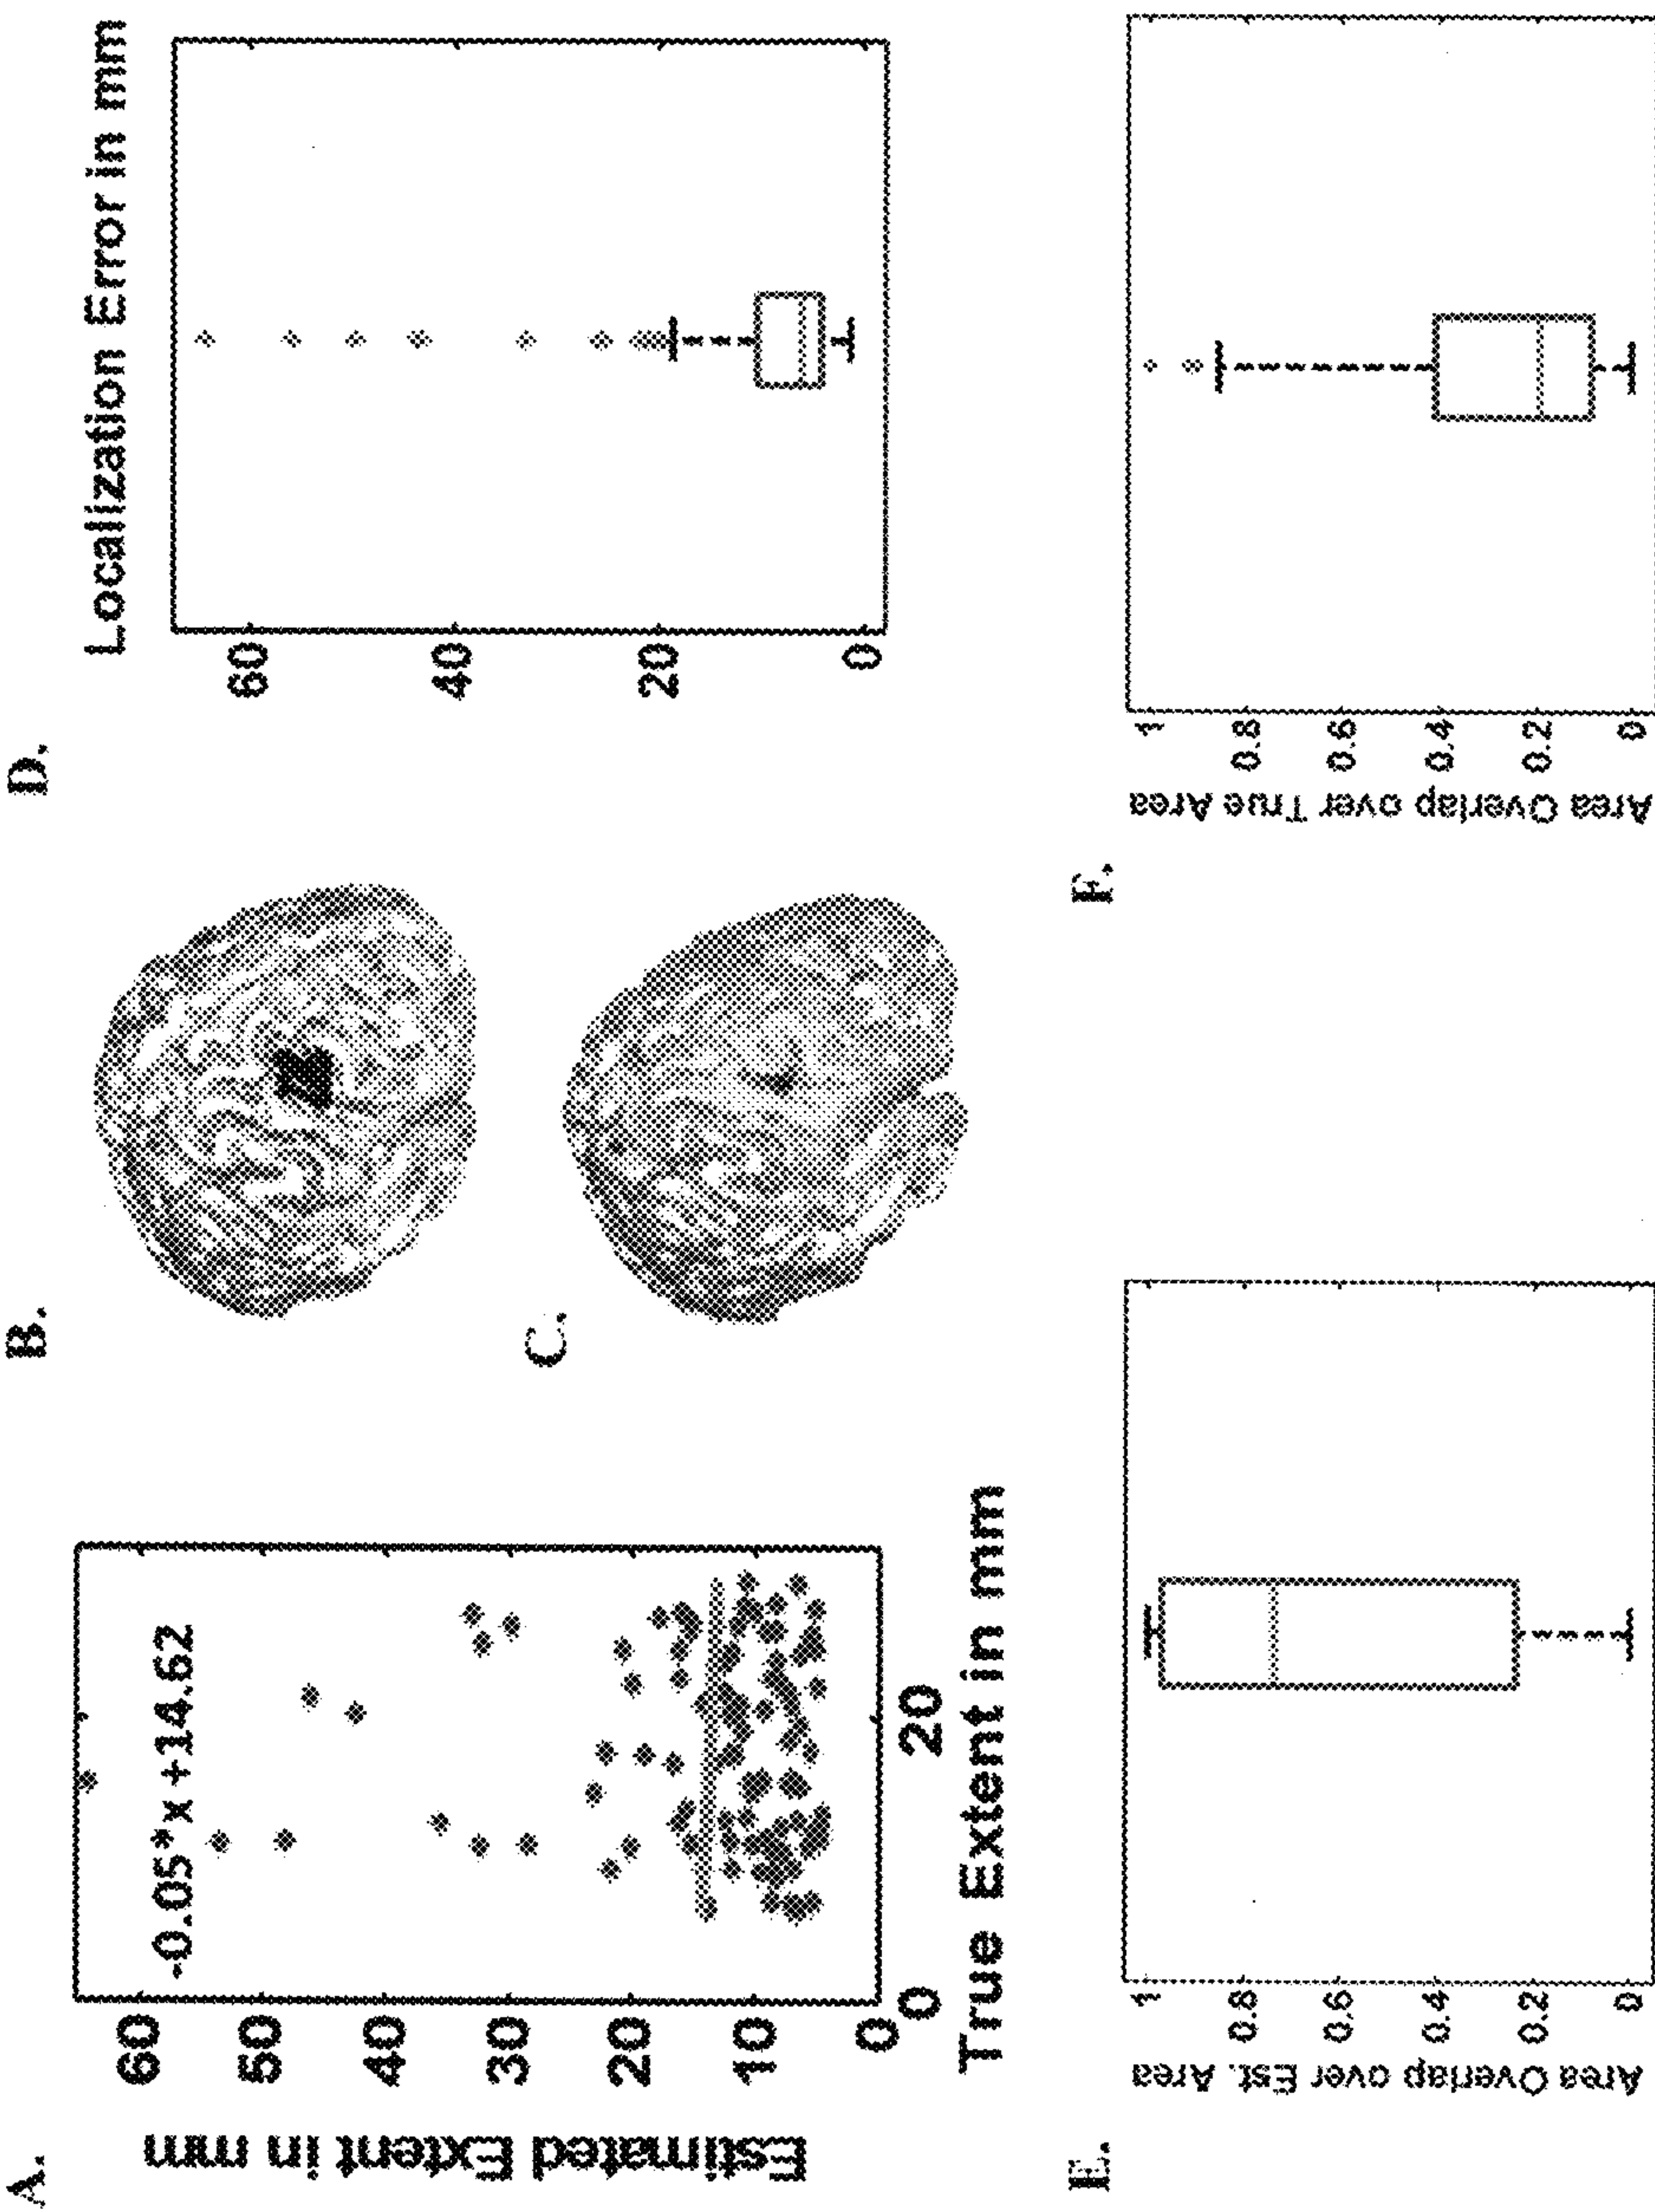 A.
Estimated Extent in mm
60
50
40
30
20
10
0
-0.05*x +14.62
0
20
True Extent in mm
B.
C.
D.
Localization Error in mm
60
40
20
0
E.
Area Overlap over Est. Area
1
0.8
0.6
0.4
0.2
0
F.
Area Overlap over True Area
1
0.8
0.6
0.4
0.2
0